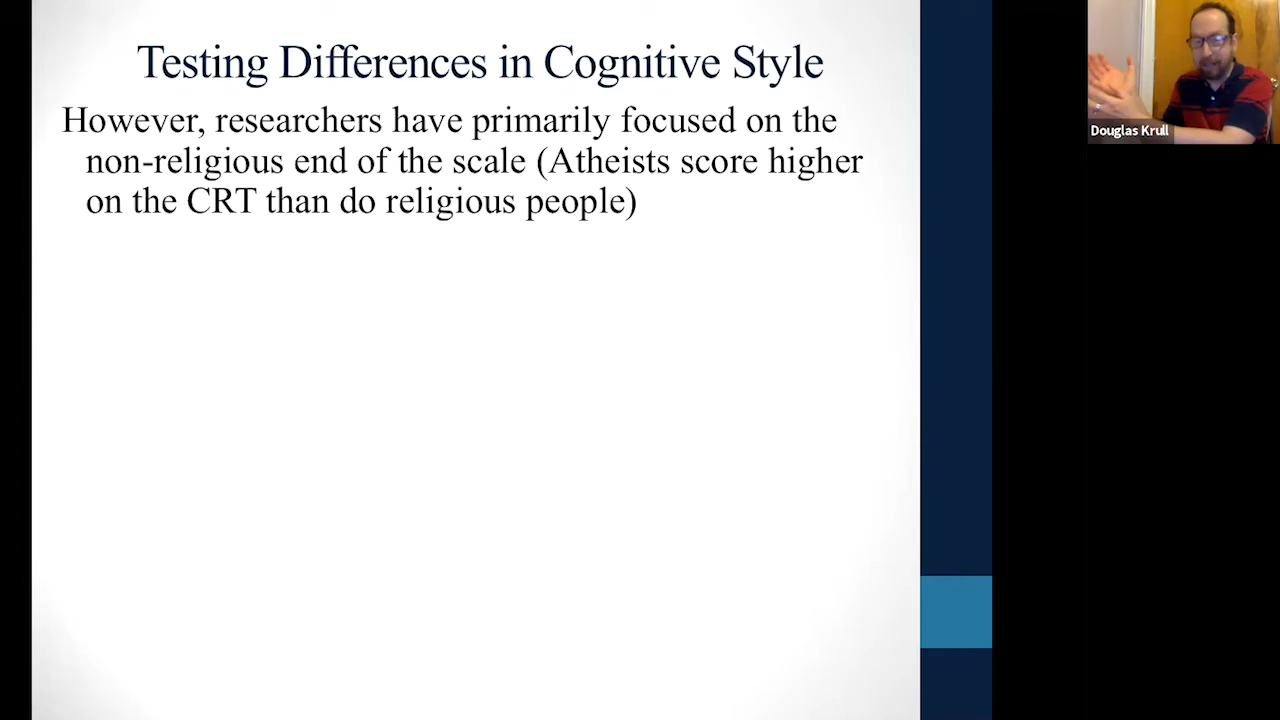 Testing Differences in Cognitive Style
However, researchers have primarily focused on the
non-religious end of the scale (Atheists score higher
on the CRT than do religious people)
Douglas Krull